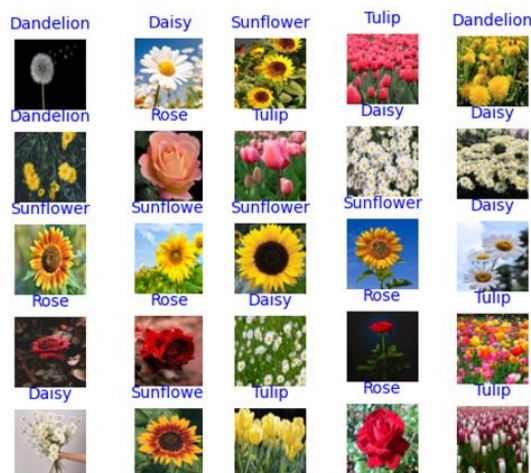 Dandelion Daisy Sunflower Tulip Dandelion
Dandelion Rose Tulip Daisy Daisy
Sunflower Sunflowe Sunflower Sunflower Daisy
Rose Rose Daisy Rose Tulip
Daisy Sunflowe Tulip Rose Tulip